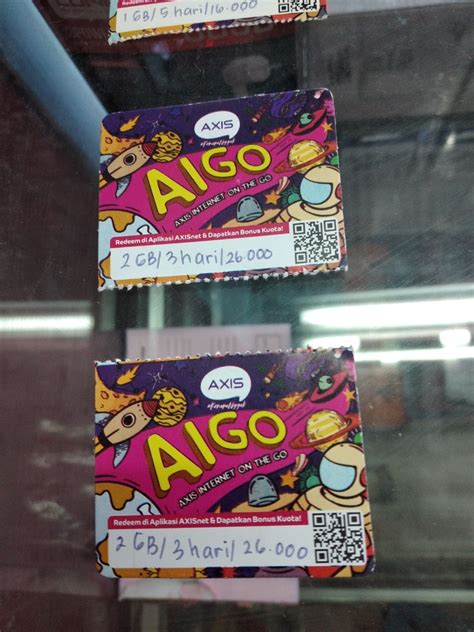 1 GB/5 hari/16.000
AXIS
AIGO
AXIS INTERNET ON THE GO
Redeem di Aplikasi AXISnet & Dapatkan Bonus Kuota!
2 GB/3 hari/26.000
AXIS
AIGO
AXIS INTERNET ON THE GO
Redeem di Aplikasi AXISnet & Dapatkan Bonus Kuota!
2 GB/3 hari/26.000